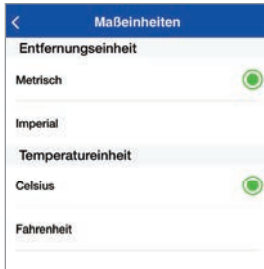 Maßeinheiten
Entfernungseinheit
Metrisch
Imperial
Temperatureinheit
Celsius
Fahrenheit